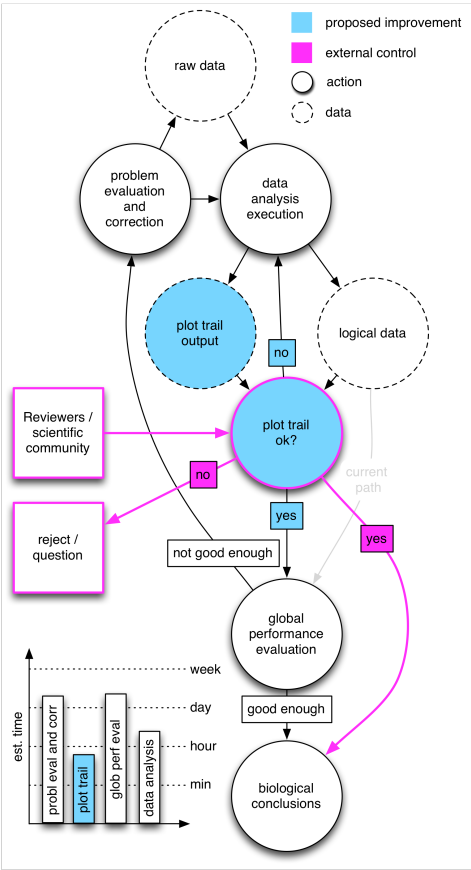 proposed improvement
external control
action
data
raw data
problem
evaluation
and
correction
data
analysis
execution
plot trail
output
logical data
no
Reviewers /
scientific
community
plot trail
ok?
no
current
path
reject /
question
yes
yes
not good enough
global
performance
evaluation
good enough
biological
conclusions
week
day
hour
min
est. time
probl eval and corr
plot trail
glob perf eval
data analysis